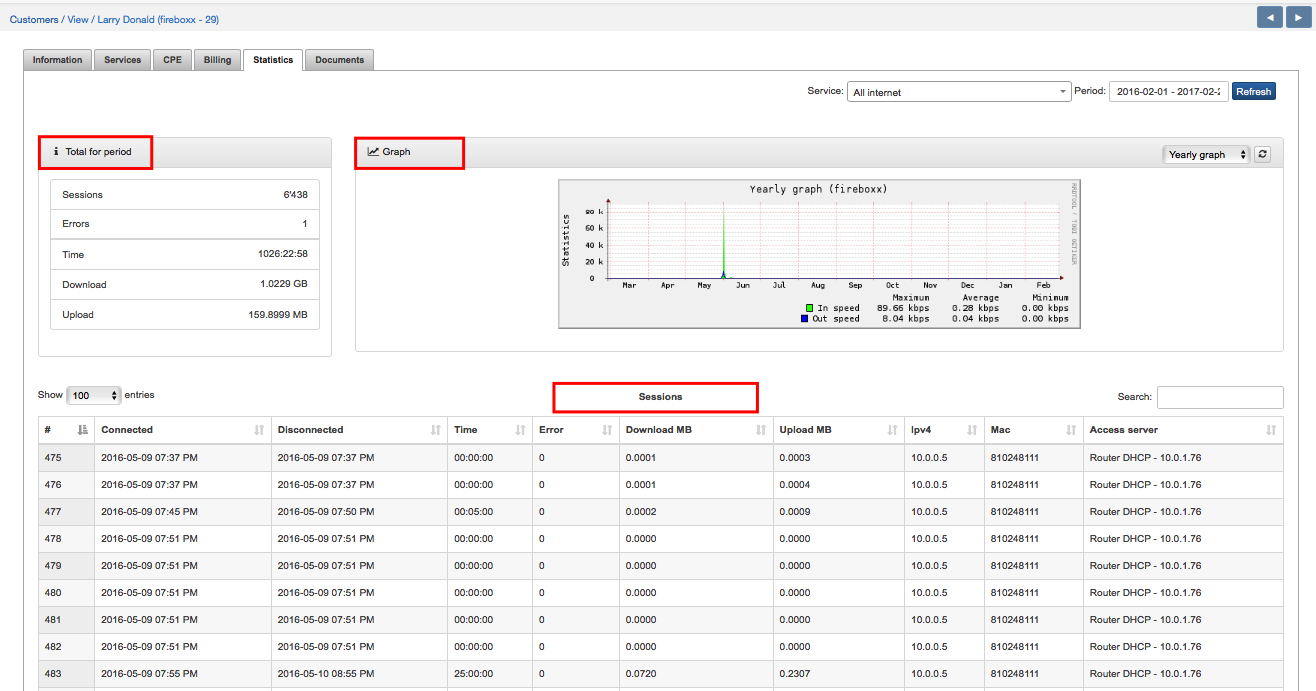 Customers / View / Larry Donald (fireboxx - 29)
◄ ►
Information Services CPE Billing Statistics Documents
Service: All internet Period: 2016-02-01 - 2017-02-2 Refresh
Total for period
Sessions 6'438
Errors 1
Time 1026:22:58
Download 1.0229 GB
Upload 159.8999 MB
Graph Yearly graph
Yearly graph (fireboxx)
RRDTOOL / TOBI OETIKER
Statistics
80 k
60 k
40 k
20 k
0
Mar Apr May Jun Jul Aug Sep Oct Nov Dec Jan Feb
Maximum Average Minimum
In speed 89.66 kbps 0.28 kbps 0.00 kbps
Out speed 8.04 kbps 0.04 kbps 0.00 kbps
Show 100 entries Sessions Search:
# Connected Disconnected Time Error Download MB Upload MB Ipv4 Mac Access server
475 2016-05-09 07:37 PM 2016-05-09 07:37 PM 00:00:00 0 0.0001 0.0003 10.0.0.5 810248111 Router DHCP - 10.0.1.76
476 2016-05-09 07:37 PM 2016-05-09 07:37 PM 00:00:00 0 0.0001 0.0004 10.0.0.5 810248111 Router DHCP - 10.0.1.76
477 2016-05-09 07:45 PM 2016-05-09 07:50 PM 00:05:00 0 0.0002 0.0009 10.0.0.5 810248111 Router DHCP - 10.0.1.76
478 2016-05-09 07:51 PM 2016-05-09 07:51 PM 00:00:00 0 0.0000 0.0000 10.0.0.5 810248111 Router DHCP - 10.0.1.76
479 2016-05-09 07:51 PM 2016-05-09 07:51 PM 00:00:00 0 0.0000 0.0000 10.0.0.5 810248111 Router DHCP - 10.0.1.76
480 2016-05-09 07:51 PM 2016-05-09 07:51 PM 00:00:00 0 0.0000 0.0000 10.0.0.5 810248111 Router DHCP - 10.0.1.76
481 2016-05-09 07:51 PM 2016-05-09 07:51 PM 00:00:00 0 0.0000 0.0000 10.0.0.5 810248111 Router DHCP - 10.0.1.76
482 2016-05-09 07:51 PM 2016-05-09 07:51 PM 00:00:00 0 0.0000 0.0000 10.0.0.5 810248111 Router DHCP - 10.0.1.76
483 2016-05-09 07:55 PM 2016-05-10 08:55 PM 25:00:00 0 0.0720 0.2307 10.0.0.5 810248111 Router DHCP - 10.0.1.76